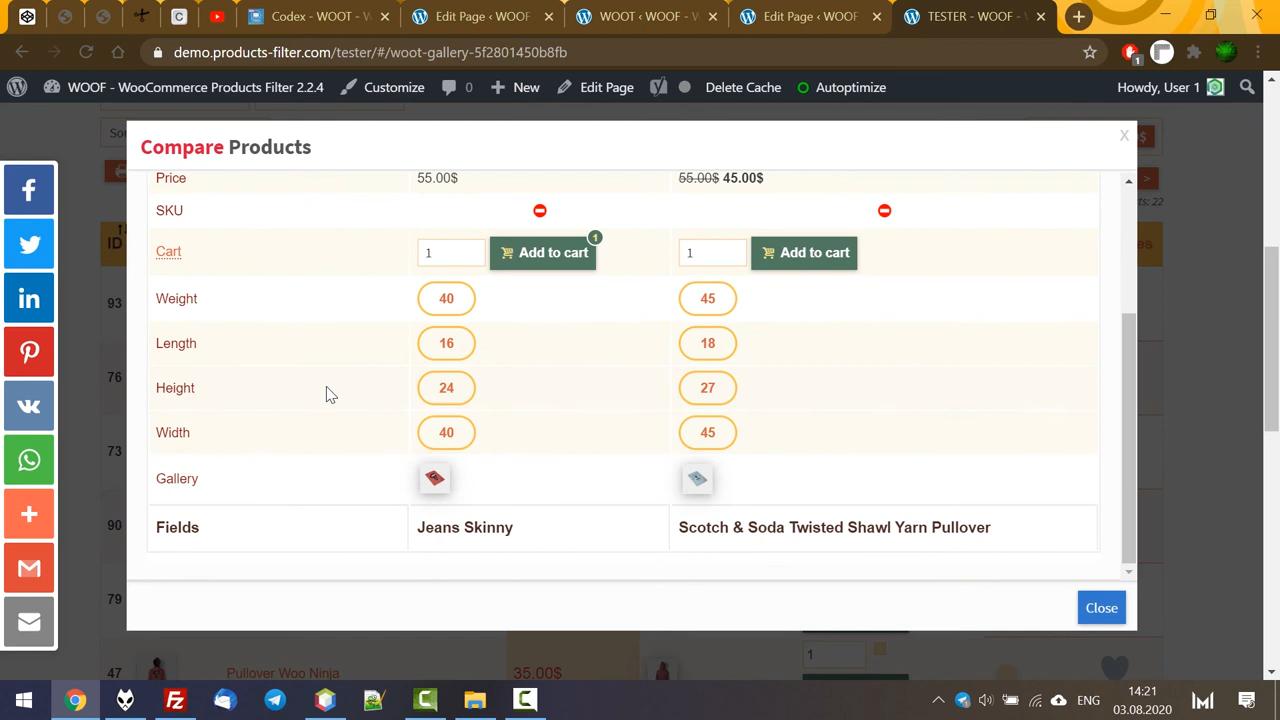 Codex - WOOT - W
Edit Page ‹ WOOF
WOOT ‹ WOOF –
Edit Page ‹ WOOF
TESTER - WOOF -
demo.products-filter.com/tester/#/woot-gallery-5f2801450b8fb
1
WOOF - WooCommerce Products Filter 2.2.4
Customize
0
New
Edit Page
Delete Cache
Autoptimize
Howdy, User 1
Compare Products
X
Price 55.00$ 55.00$ 45.00$
SKU
: 22
ID
Cart 1 Add to cart 1 1 Add to cart
93
Weight 40 45
Length 16 18
76
Height 24 27
Width 40 45
73
Gallery
90
Fields Jeans Skinny Scotch & Soda Twisted Shawl Yarn Pullover
79
Close
47 Pullover Woo Ninja 35.00$ 1
ENG
14:21
03.08.2020